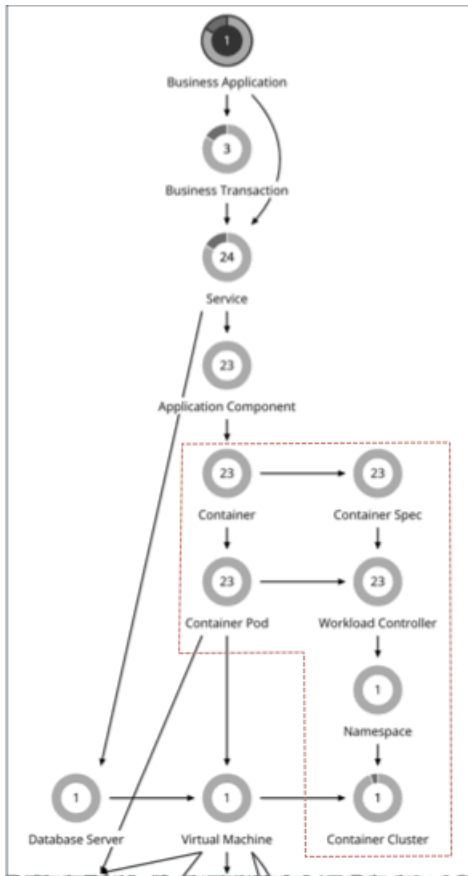 1
Business Application
3
Business Transaction
24
Service
23
Application Component
23 23
Container Container Spec
23 23
Container Pod Workload Controller
1
Namespace
1 1 1
Database Server Virtual Machine Container Cluster